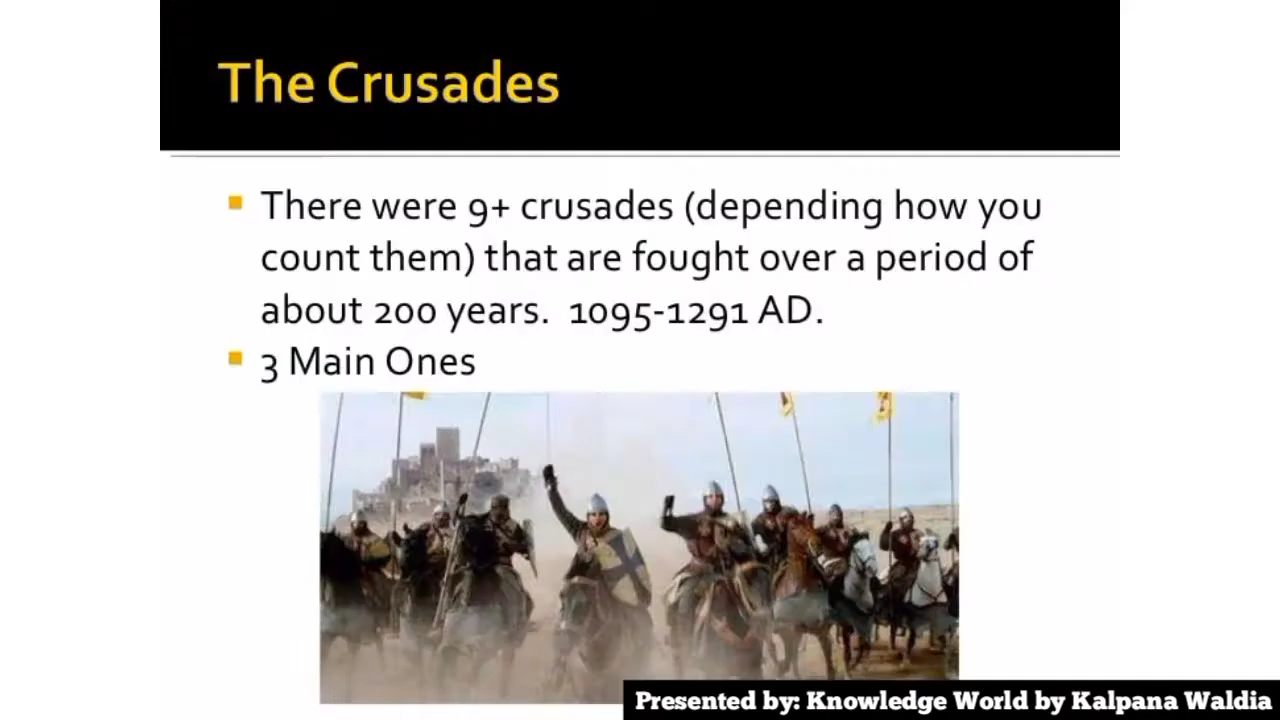 The Crusades
There were 9+ crusades (depending how you
count them) that are fought over a period of
about 200 years. 1095-1291 AD.
3 Main Ones
Presented by: Knowledge World by Kalpana Waldia